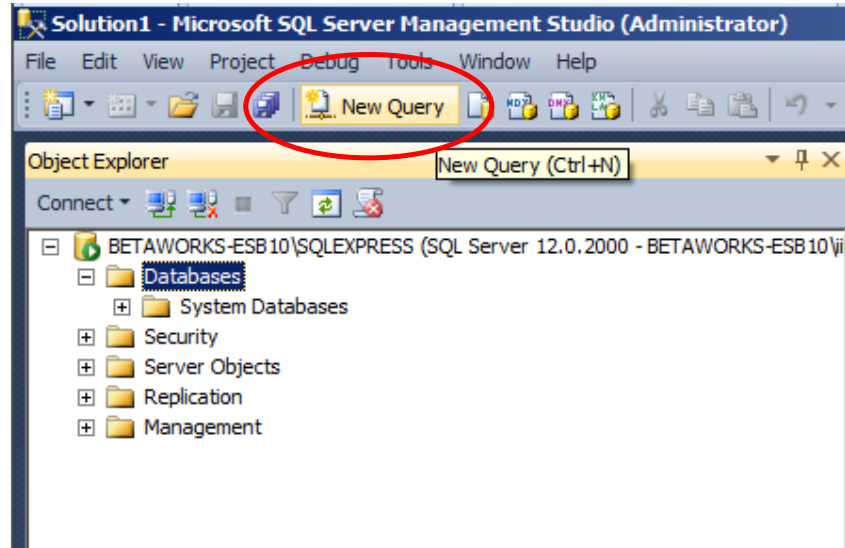 Solution1 - Microsoft SQL Server Management Studio (Administrator)
File Edit View Project Debug Tools Window Help
New Query
Object Explorer
New Query (Ctrl+N)
Connect
BETAWORKS-ESB10\SQLEXPRESS (SQL Server 12.0.2000 - BETAWORKS-ESB10\ii
Databases
System Databases
Security
Server Objects
Replication
Management